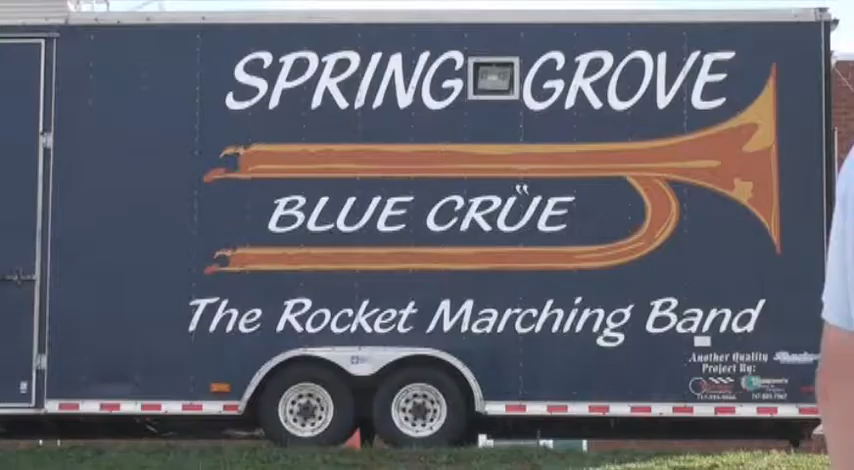 SPRING GROVE
BLUE CRÜE
The Rocket Marching Band
Another Quality
Project By: